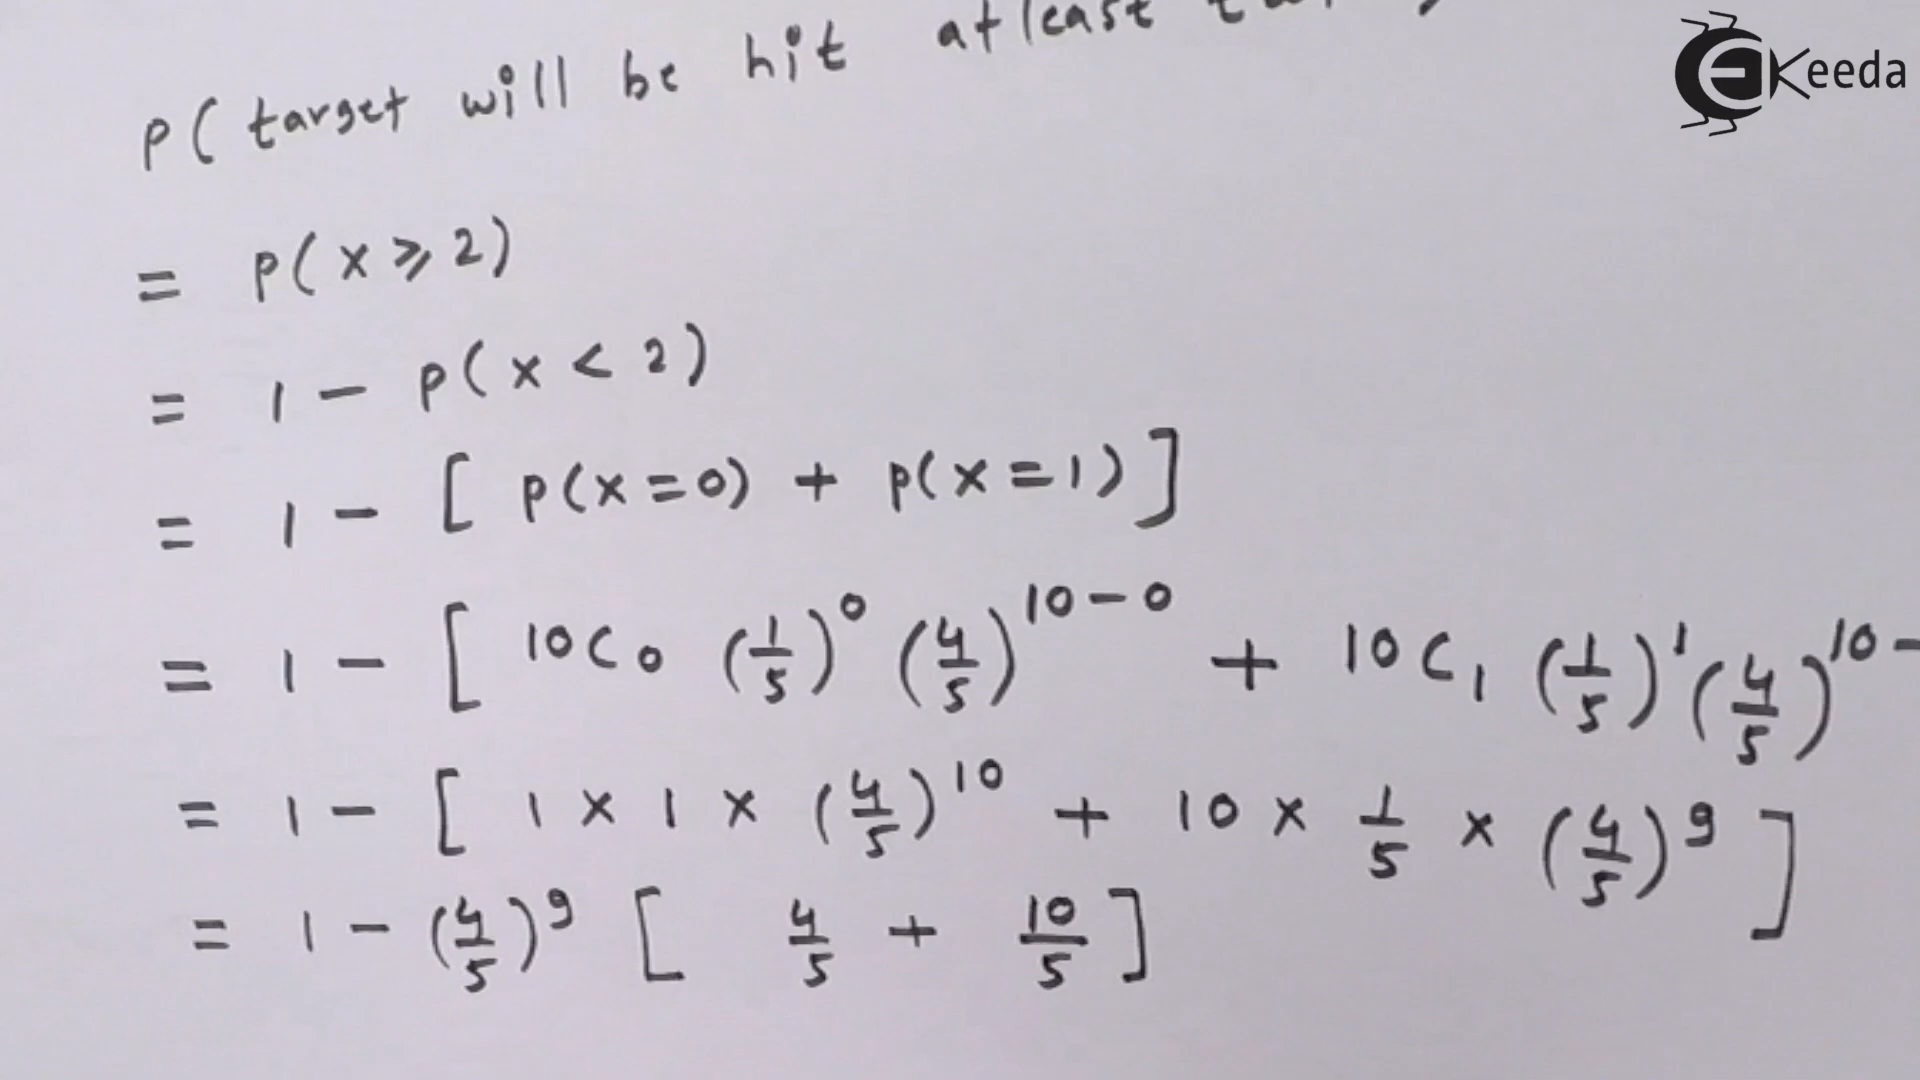 P( target will be hit atleast
EKeeda
= P(x ⩾ 2)
= 1 - P(x < 2)
= 1 - [ P(x=0) + P(x=1) ]
= 1 - [ 10C₀ (1/5)⁰ (4/5)¹⁰⁻⁰ + 10C₁ (1/5)¹ (4/5)¹⁰⁻
= 1 - [ 1 × 1 × (4/5)¹⁰ + 10 × 1/5 × (4/5)⁹ ]
= 1 - (4/5)⁹ [ 4/5 + 10/5 ]